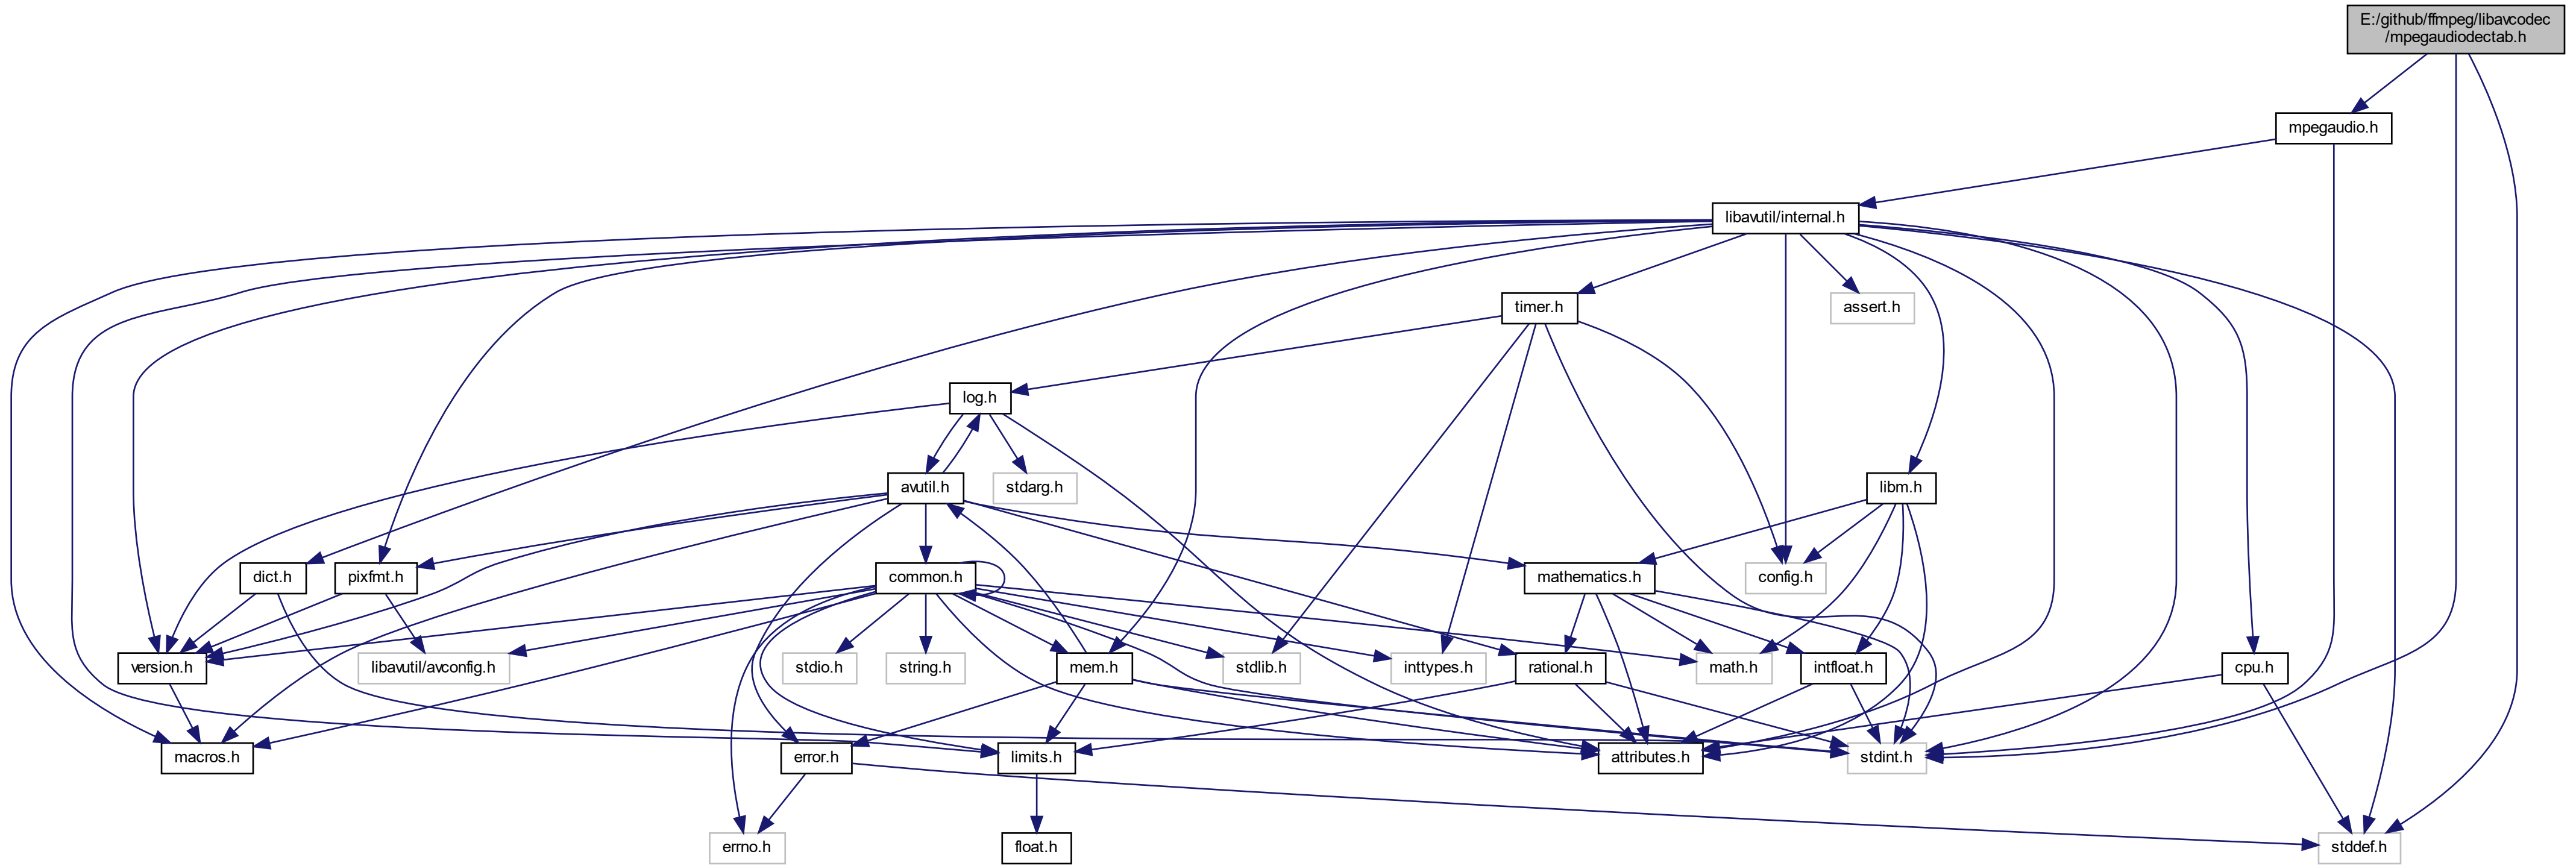 E:/github/ffmpeg/libavcodec
/mpegaudiodectab.h
mpegaudio.h
libavutil/internal.h
timer.h
assert.h
log.h
avutil.h
stdarg.h
libm.h
dict.h
pixfmt.h
common.h
mathematics.h
config.h
version.h
libavutil/avconfig.h
stdio.h
string.h
mem.h
stdlib.h
inttypes.h
rational.h
math.h
intfloat.h
cpu.h
macros.h
error.h
limits.h
attributes.h
stdint.h
errno.h
float.h
stddef.h